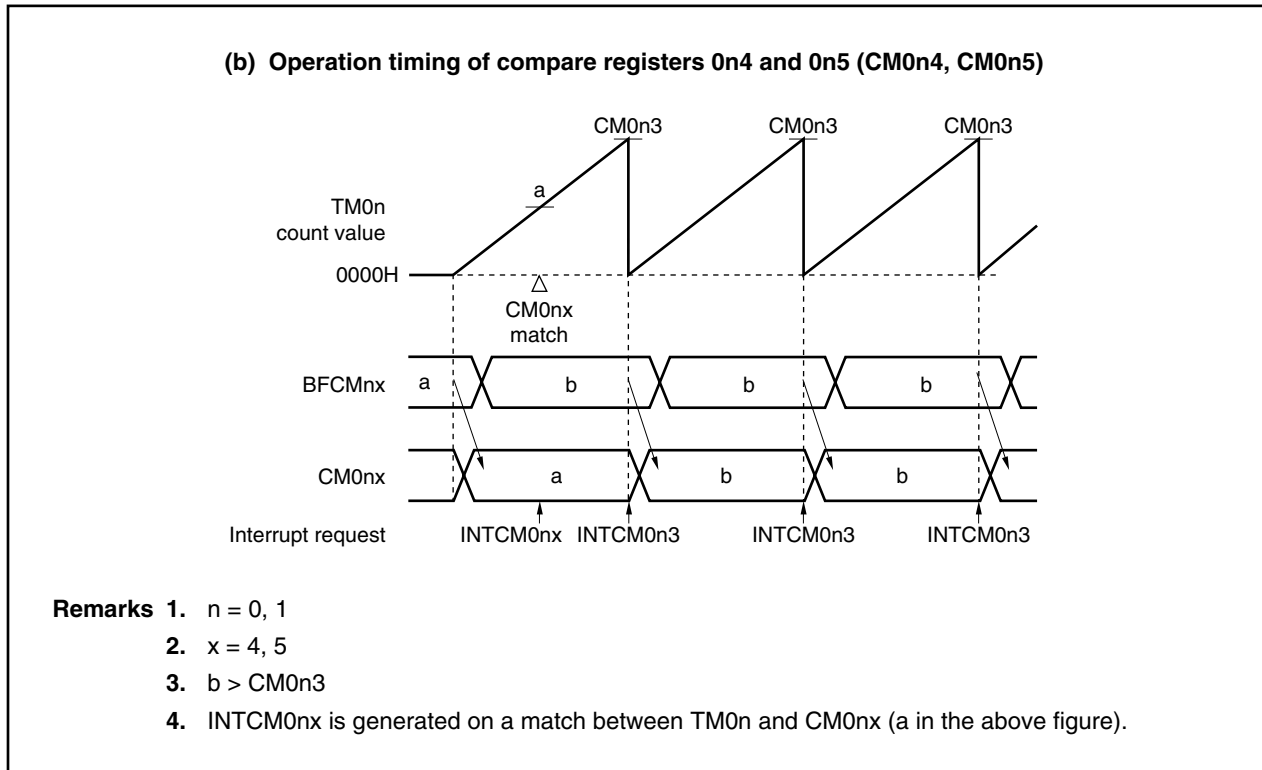 (b) Operation timing of compare registers 0n4 and 0n5 (CM0n4, CM0n5)
CM0n3 CM0n3 CM0n3
a
TM0n
count value
0000H
CM0nx
match
BFCMnx a b b b
CM0nx a b b
Interrupt request INTCM0nx INTCM0n3 INTCM0n3 INTCM0n3
Remarks 1. n = 0, 1
2. x = 4, 5
3. b > CM0n3
4. INTCM0nx is generated on a match between TM0n and CM0nx (a in the above figure).